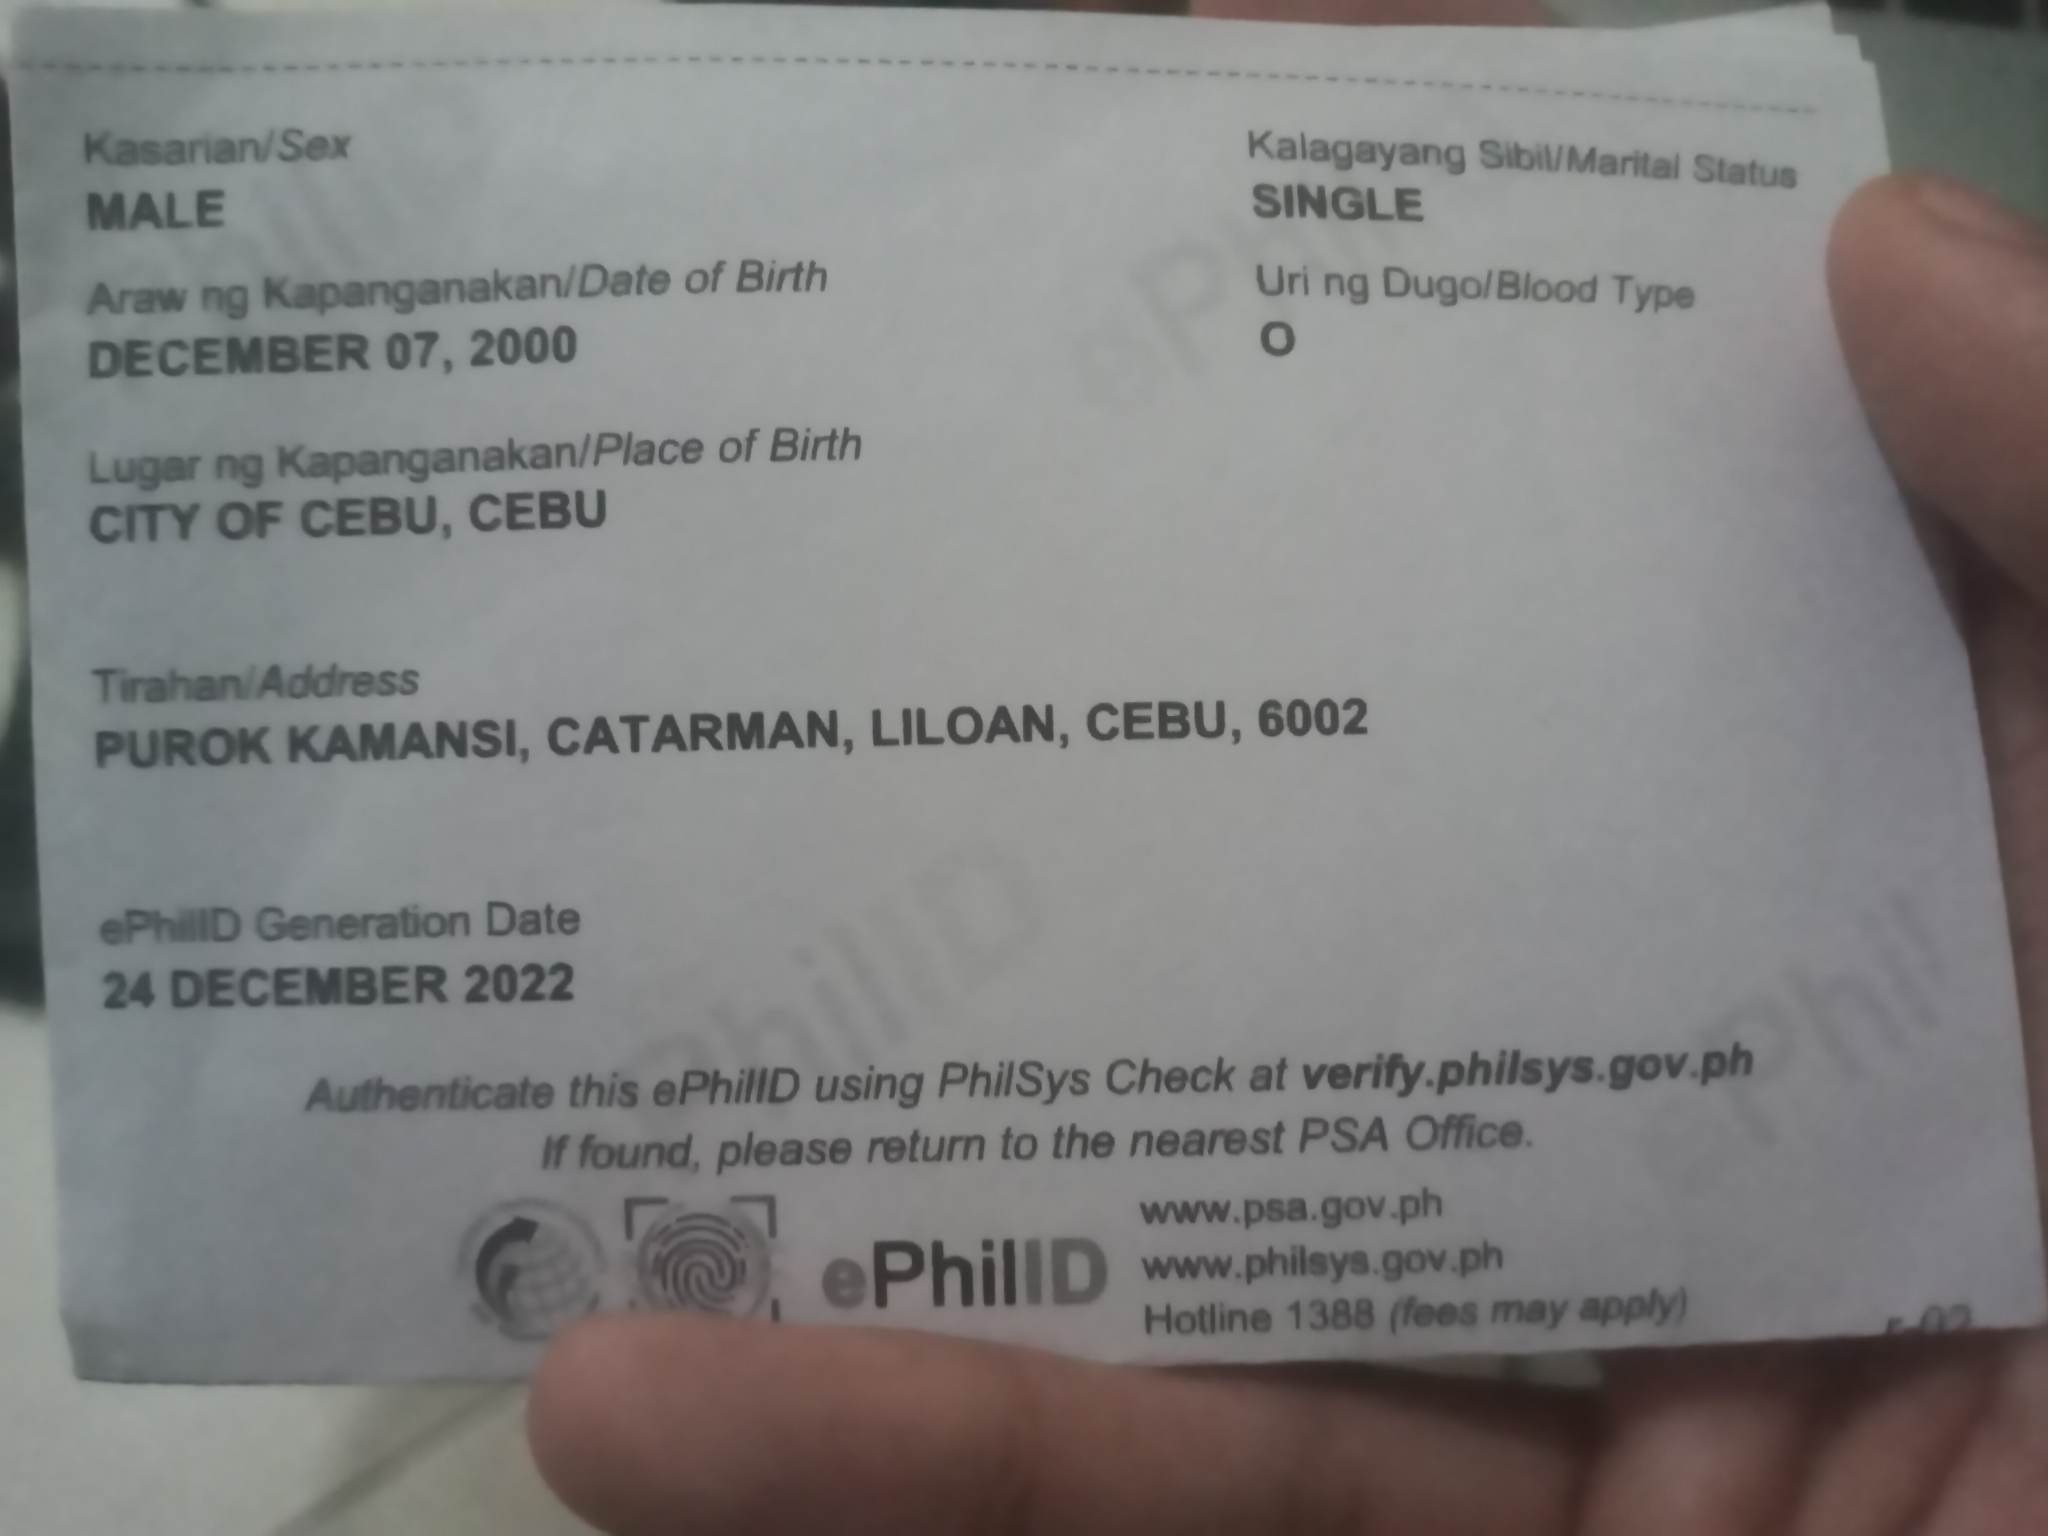 Kasarian/Sex
MALE
Kalagayang Sibil/Marital Status
SINGLE
Araw ng Kapanganakan/Date of Birth
DECEMBER 07, 2000
Uri ng Dugo/Blood Type
O
Lugar ng Kapanganakan/Place of Birth
CITY OF CEBU, CEBU
Tirahan/Address
PUROK KAMANSI, CATARMAN, LILOAN, CEBU, 6002
ePhilID Generation Date
24 DECEMBER 2022
Authenticate this ePhilID using PhilSys Check at verify.philsys.gov.ph
If found, please return to the nearest PSA Office.
ePhilID
www.psa.gov.ph
www.philsys.gov.ph
Hotline 1388 (fees may apply)